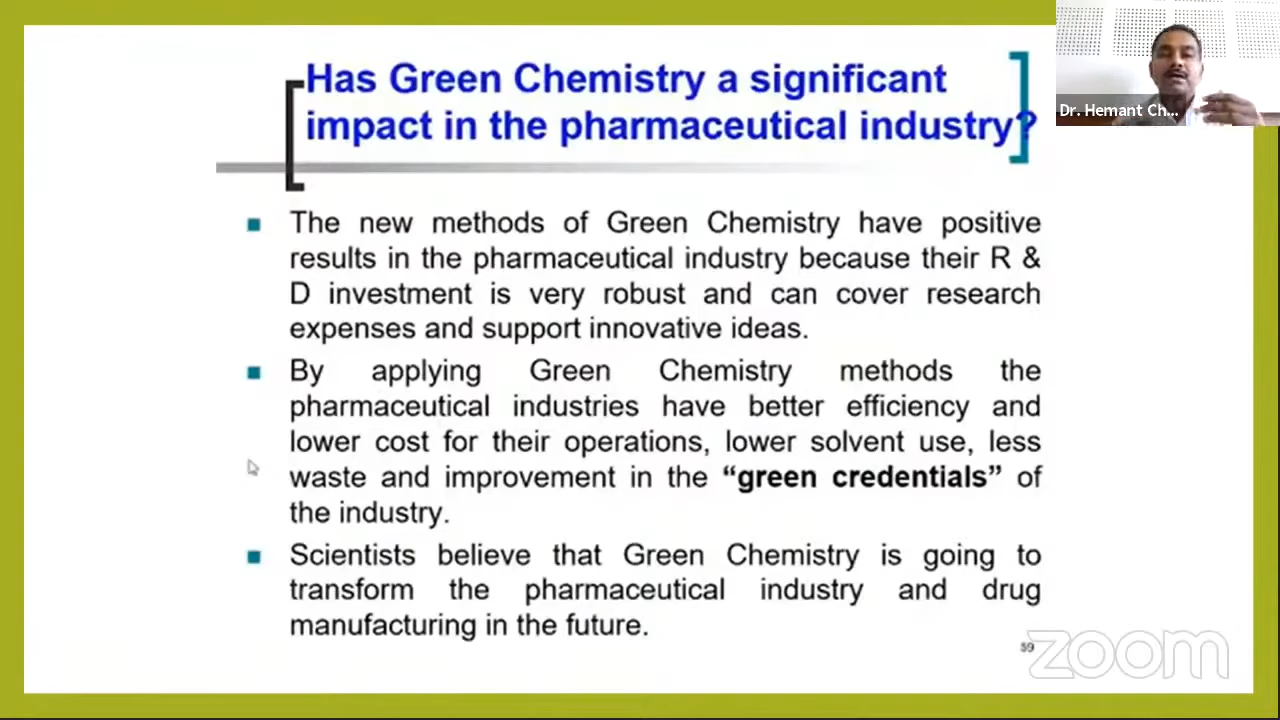 Has Green Chemistry a significant
impact in the pharmaceutical industry?
Dr. Hemant Ch...
The new methods of Green Chemistry have positive
results in the pharmaceutical industry because their R &
D investment is very robust and can cover research
expenses and support innovative ideas.
By applying Green Chemistry methods the
pharmaceutical industries have better efficiency and
lower cost for their operations, lower solvent use, less
waste and improvement in the “green credentials” of
the industry.
Scientists believe that Green Chemistry is going to
transform the pharmaceutical industry and drug
manufacturing in the future.
59
zoom